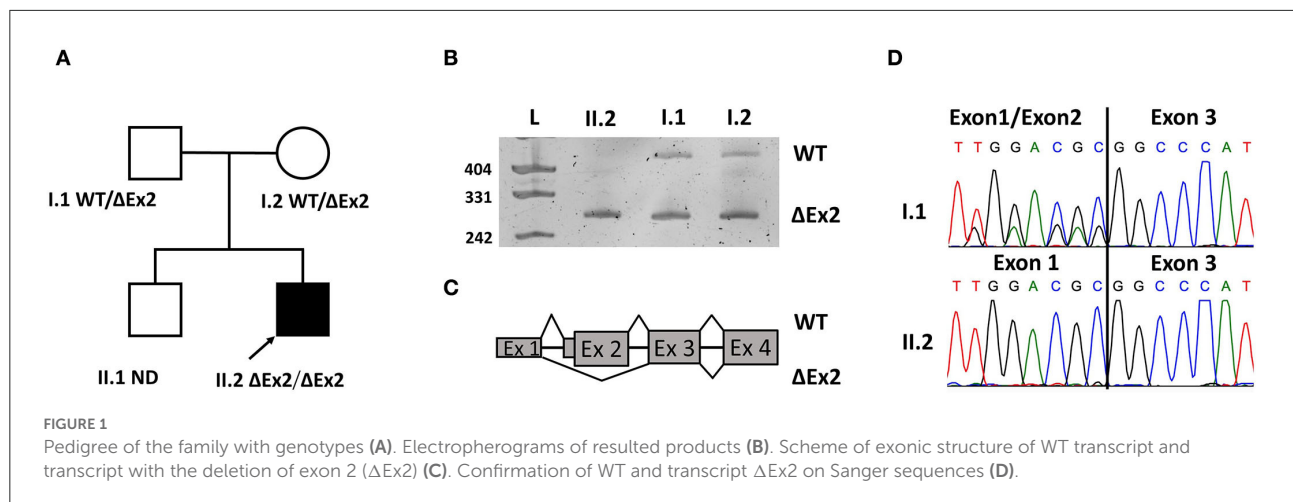 A
I.1 WT/ΔEx2
I.2 WT/ΔEx2
II.1 ND
II.2 ΔEx2/ΔEx2
B
L II.2 I.1 I.2
404
331
242
WT
ΔEx2
C
Ex 1 Ex 2 Ex 3 Ex 4
WT
ΔEx2
D
Exon1/Exon2 Exon 3
T T G G A C G C G G C C C A T
I.1
Exon 1 Exon 3
T T G G A C G C G G C C C A T
II.2
FIGURE 1
Pedigree of the family with genotypes (A). Electropherograms of resulted products (B). Scheme of exonic structure of WT transcript and
transcript with the deletion of exon 2 (ΔEx2) (C). Confirmation of WT and transcript ΔEx2 on Sanger sequences (D).